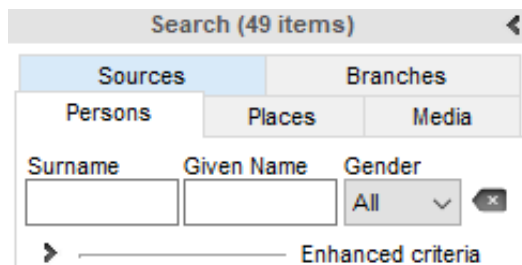 Search (49 items)
Sources Branches
Persons Places Media
Surname Given Name Gender
All
Enhanced criteria